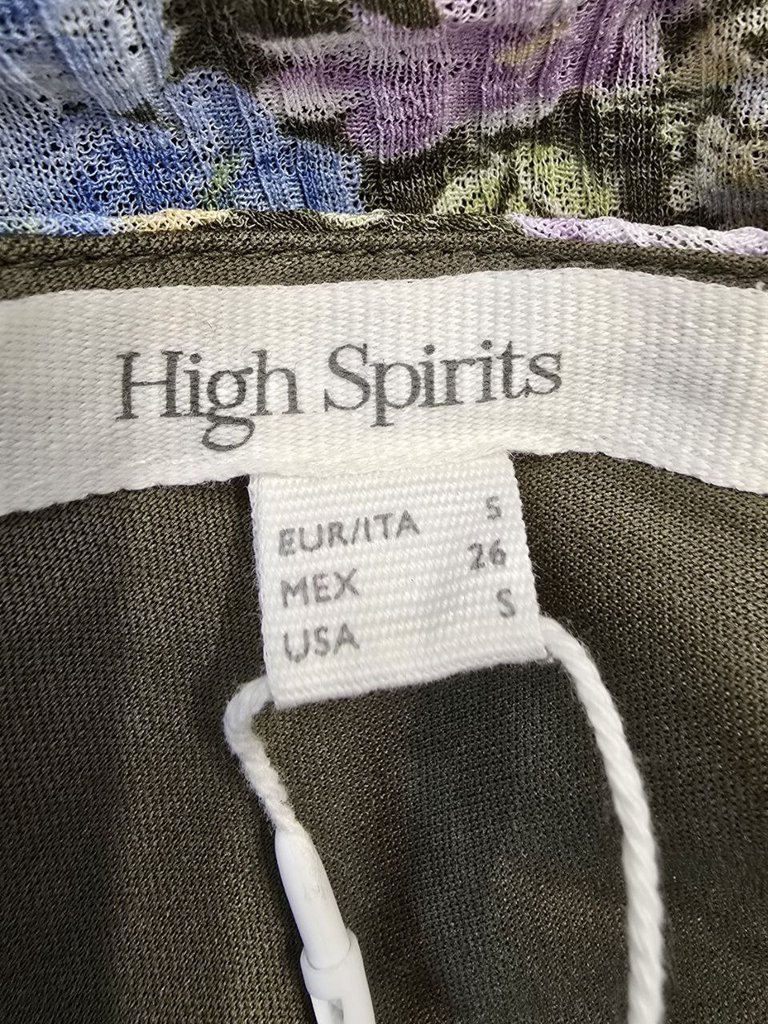 High Spirits
EUR/ITA S
MEX 26
USA S